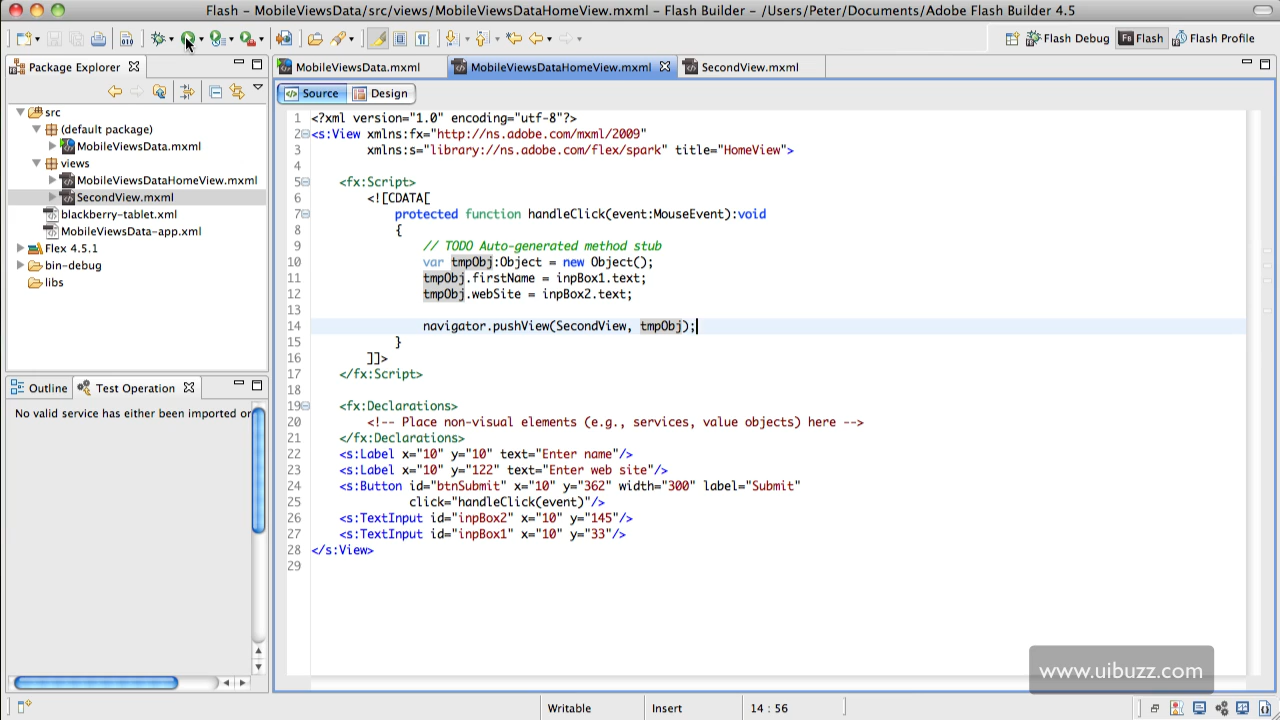 Flash – MobileViewsData/src/views/MobileViewsDataHomeView.mxml – Flash Builder – /Users/Peter/Documents/Adobe Flash Builder 4.5
Flash Debug
Fb Flash
Flash Profile
Package Explorer
src
(default package)
MobileViewsData.mxml
views
MobileViewsDataHomeView.mxml
SecondView.mxml
blackberry-tablet.xml
MobileViewsData-app.xml
Flex 4.5.1
bin-debug
libs
Outline
Test Operation
No valid service has either been imported or
MobileViewsData.mxml
MobileViewsDataHomeView.mxml
SecondView.mxml
Source
Design
1 <?xml version="1.0" encoding="utf-8"?>
2 <s:View xmlns:fx="http://ns.adobe.com/mxml/2009"
3 xmlns:s="library://ns.adobe.com/flex/spark" title="HomeView">
4
5 <fx:Script>
6 <![CDATA[
7 protected function handleClick(event:MouseEvent):void
8 {
9 // TODO Auto-generated method stub
10 var tmpObj:Object = new Object();
11 tmpObj.firstName = inpBox1.text;
12 tmpObj.webSite = inpBox2.text;
13
14 navigator.pushView(SecondView, tmpObj);
15 }
16 ]]>
17 </fx:Script>
18
19 <fx:Declarations>
20 <!-- Place non-visual elements (e.g., services, value objects) here -->
21 </fx:Declarations>
22 <s:Label x="10" y="10" text="Enter name"/>
23 <s:Label x="10" y="122" text="Enter web site"/>
24 <s:Button id="btnSubmit" x="10" y="362" width="300" label="Submit"
25 click="handleClick(event)"/>
26 <s:TextInput id="inpBox2" x="10" y="145"/>
27 <s:TextInput id="inpBox1" x="10" y="33"/>
28 </s:View>
29
www.uibuzz.com
Writable
Insert
14 : 56